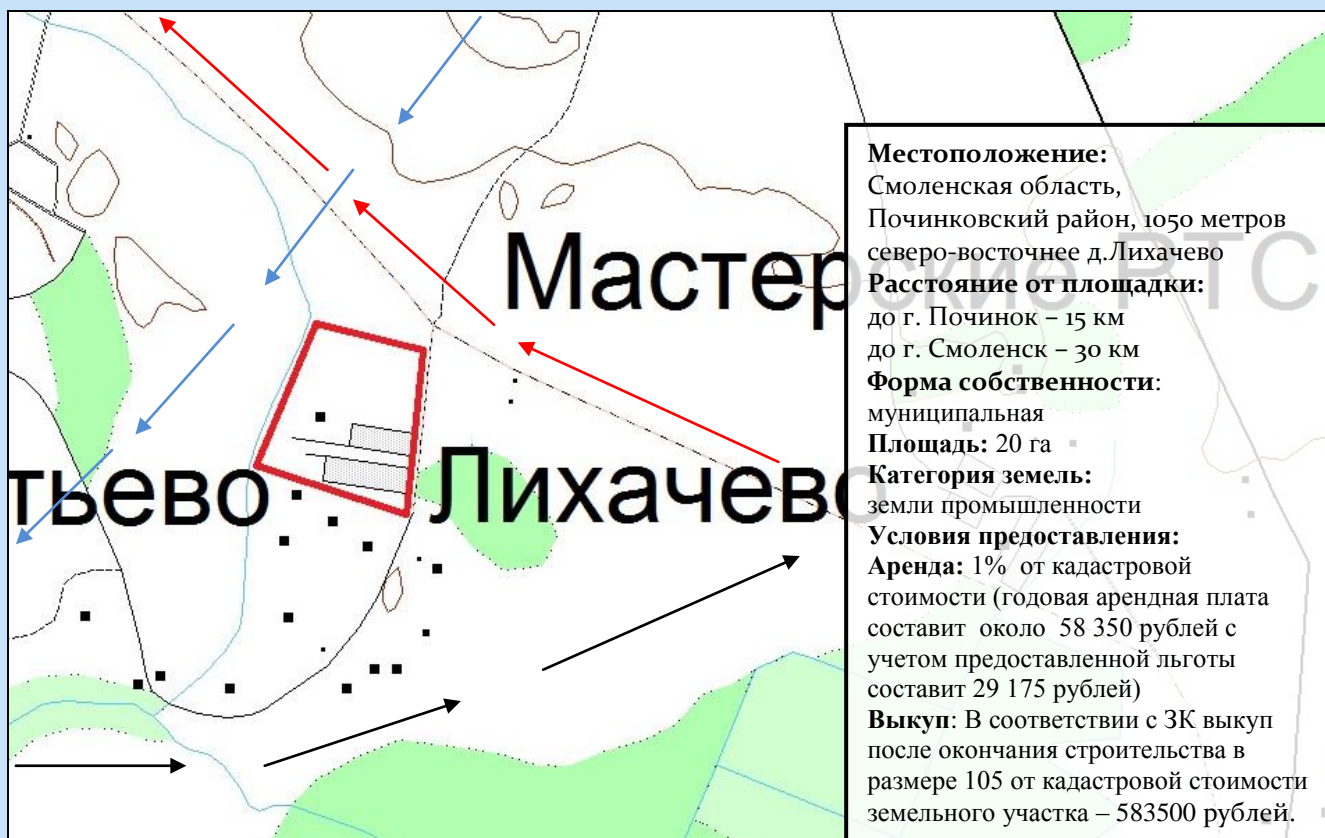 Мастерские РТС
тьево
Лихачево
Местоположение:
Смоленская область,
Починковский район, 1050 метров
северо-восточнее д.Лихачево
Расстояние от площадки:
до г. Починок – 15 км
до г. Смоленск – 30 км
Форма собственности:
муниципальная
Площадь: 20 га
Категория земель:
земли промышленности
Условия предоставления:
Аренда: 1% от кадастровой
стоимости (годовая арендная плата
составит около 58 350 рублей с
учетом предоставленной льготы
составит 29 175 рублей)
Выкуп: В соответствии с ЗК выкуп
после окончания строительства в
размере 105 от кадастровой стоимости
земельного участка – 583500 рублей.